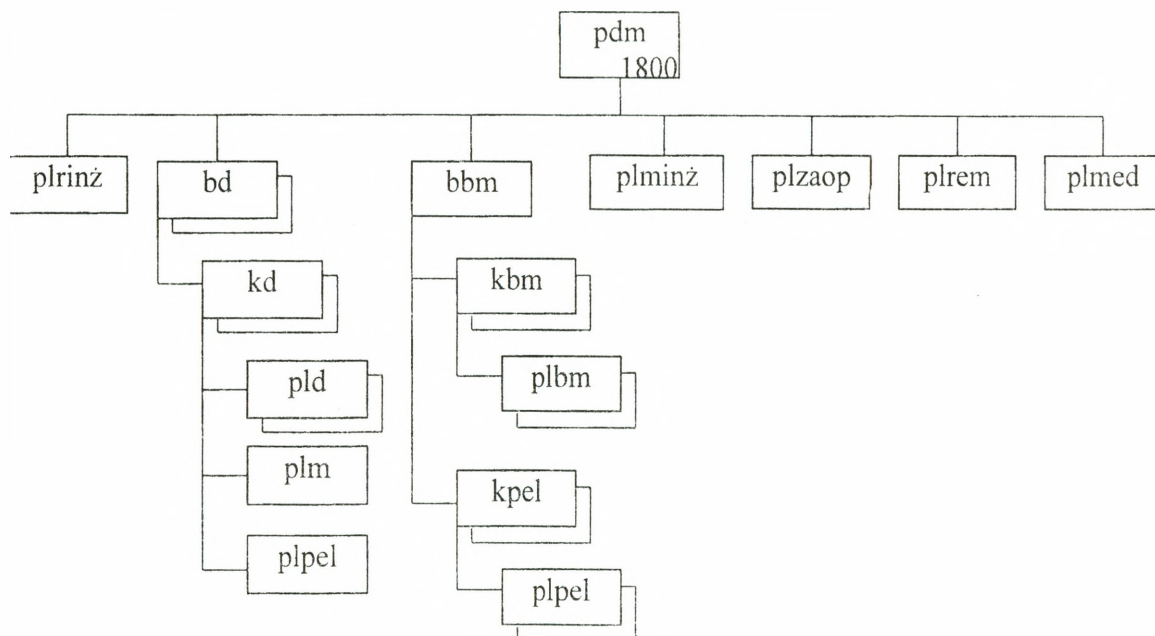 pdm
1800
plrinż
bd
bbm
plminż
plzaop
plrem
plmed
kd
kbm
pld
plbm
plm
kpel
plpel
plpel